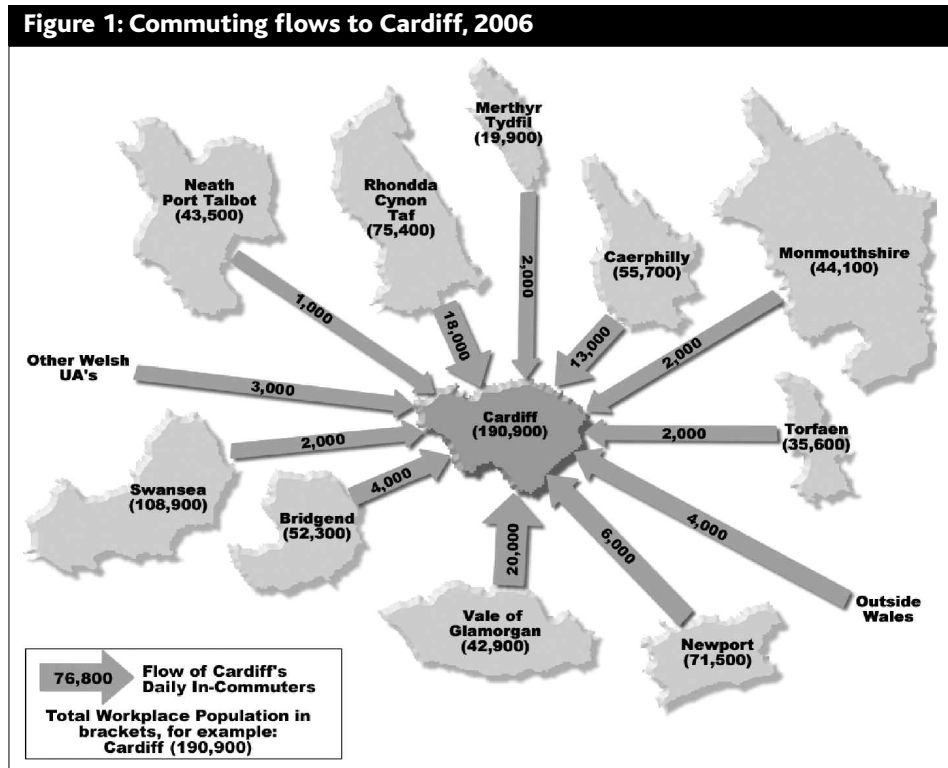 Figure 1: Commuting flows to Cardiff, 2006
Merthyr
Tydfil
(19,900)
Neath
Port Talbot
(43,500)
Rhondda
Cynon
Taf
(75,400)
Caerphilly
(55,700)
Monmouthshire
(44,100)
2,000
1,000
18,000
13,000
2,000
Other Welsh
UA's
3,000
Cardiff
(190,900)
2,000
Torfaen
(35,600)
2,000
Swansea
(108,900)
4,000
Bridgend
(52,300)
20,000
6,000
4,000
Outside
Wales
Vale of
Glamorgan
(42,900)
Newport
(71,500)
76,800
Flow of Cardiff's
Daily In-Commuters
Total Workplace Population in
brackets, for example:
Cardiff (190,900)